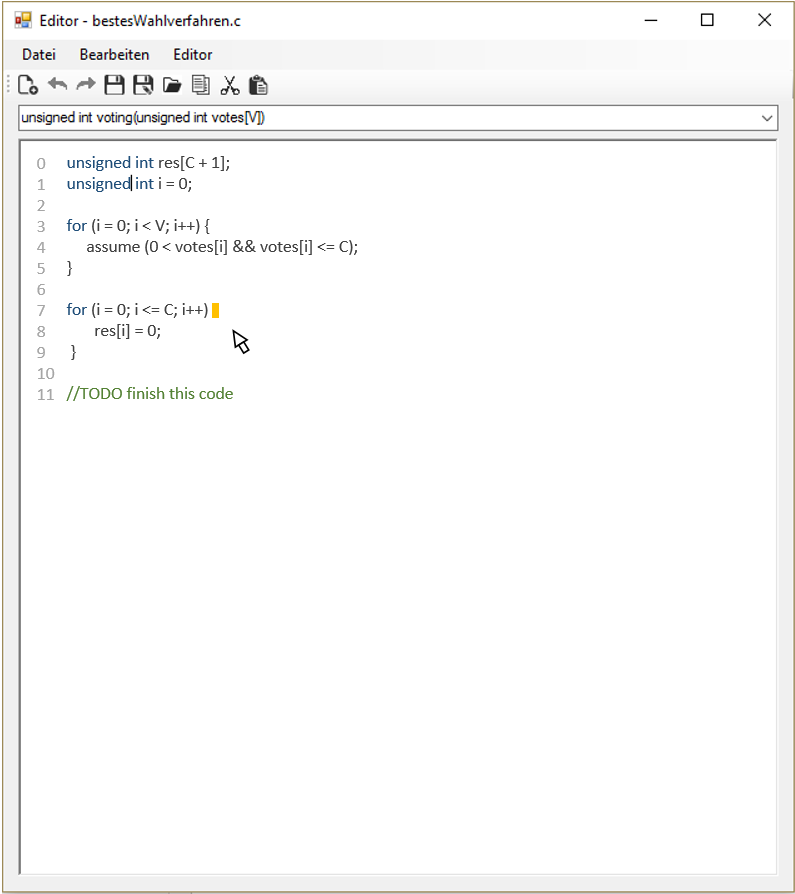 Editor - bestesWahlverfahren.c
Datei Bearbeiten Editor
unsigned int voting(unsigned int votes[V])
0 unsigned int res[C + 1];
1 unsigned int i = 0;
2
3 for (i = 0; i < V; i++) {
4 assume (0 < votes[i] && votes[i] <= C);
5 }
6
7 for (i = 0; i <= C; i++)
8 res[i] = 0;
9 }
10
11 //TODO finish this code